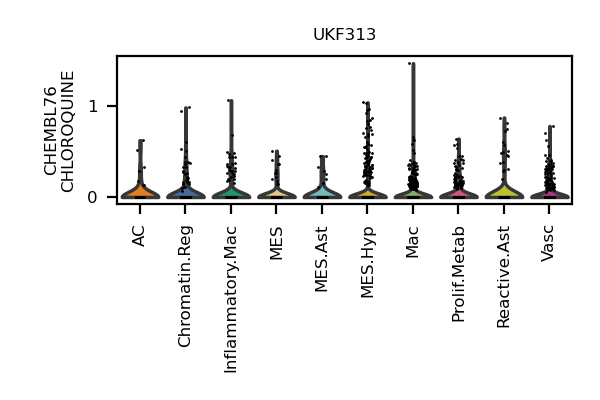 UKF313
CHEMBL76
CHLOROQUINE
1
0
AC
Chromatin.Reg
Inflammatory.Mac
MES
MES.Ast
MES.Hyp
Mac
Prolif.Metab
Reactive.Ast
Vasc